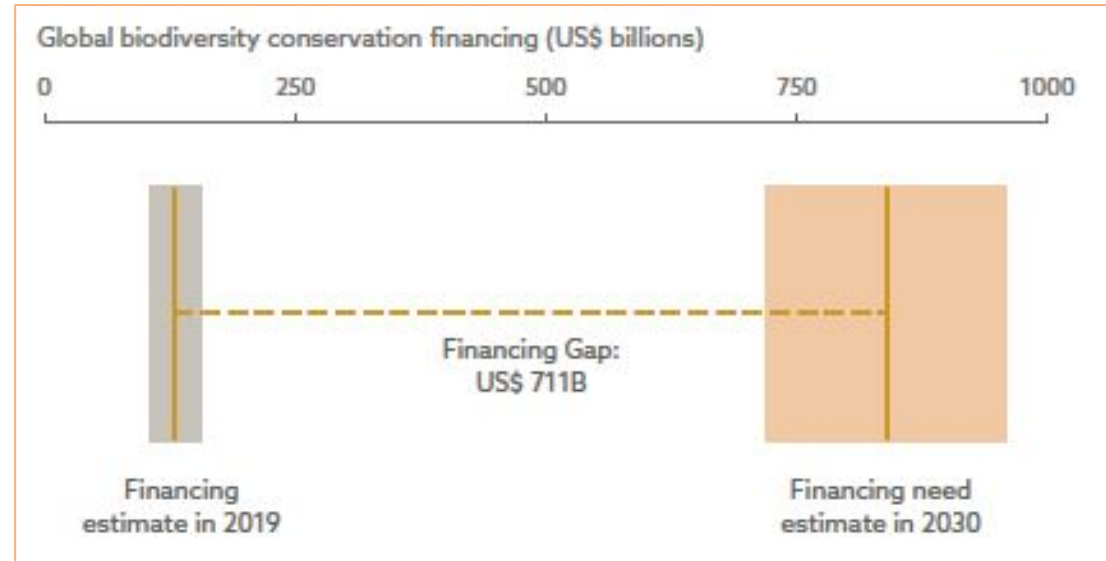 Global biodiversity conservation financing (US$ billions)
0 250 500 750 1000
Financing Gap:
US$ 711B
Financing
estimate in 2019
Financing need
estimate in 2030